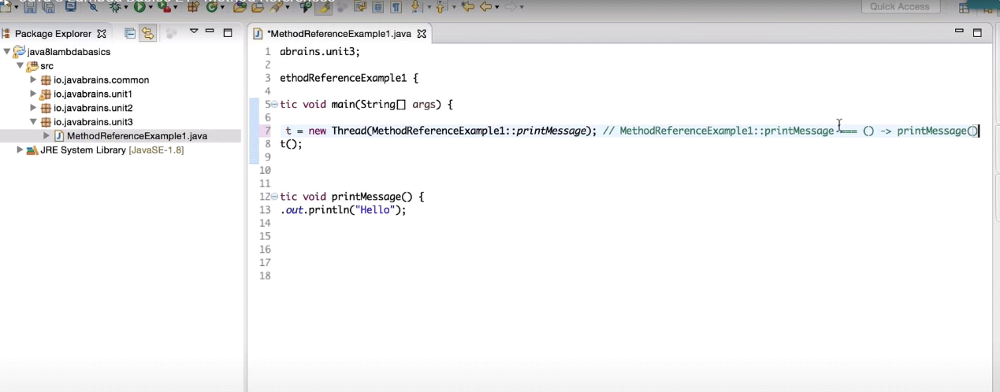 Quick Access
Package Explorer
*MethodReferenceExample1.java
java8lambdabasics
src
io.javabrains.common
io.javabrains.unit1
io.javabrains.unit2
io.javabrains.unit3
MethodReferenceExample1.java
JRE System Library [JavaSE-1.8]
1 abrains.unit3;
2
3 ethodReferenceExample1 {
4
5 tic void main(String[] args) {
6
7 t = new Thread(MethodReferenceExample1::printMessage); // MethodReferenceExample1::printMessage === () -> printMessage()
8 t();
9
10
11
12 tic void printMessage() {
13 .out.println("Hello");
14
15
16
17
18